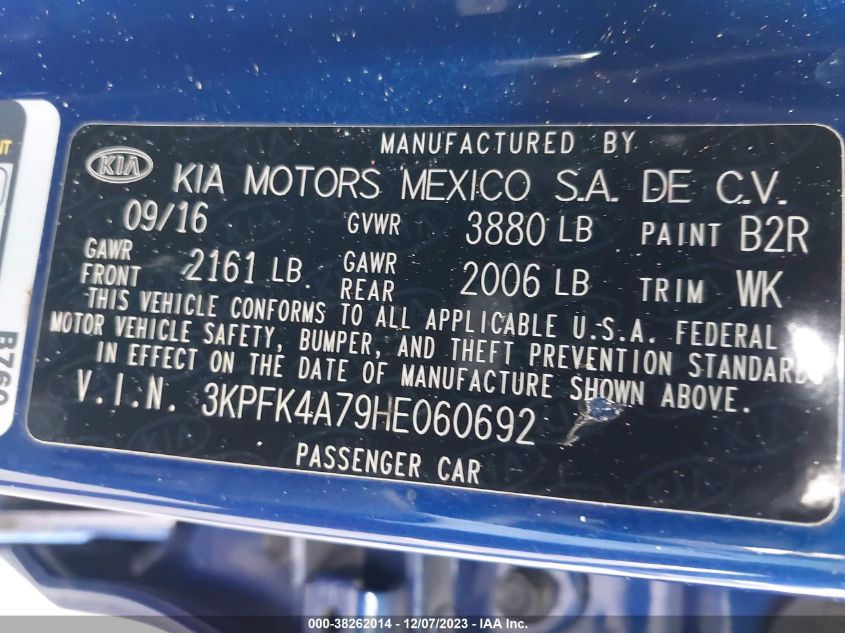 MANUFACTURED BY
KIA KIA MOTORS MEXICO S.A. DE C.V.
09/16 GVWR 3880 LB PAINT B2R
GAWR FRONT 2161 LB. GAWR REAR 2006 LB TRIM WK
THIS VEHICLE CONFORMS TO ALL APPLICABLE U.S.A. FEDERAL
MOTOR VEHICLE SAFETY, BUMPER, AND THEFT PREVENTION STANDARDS
IN EFFECT ON THE DATE OF MANUFACTURE SHOWN ABOVE.
V.I.N. 3KPFK4A79HE060692
PASSENGER CAR
000-38262014 - 12/07/2023 - IMAGES.PROD.